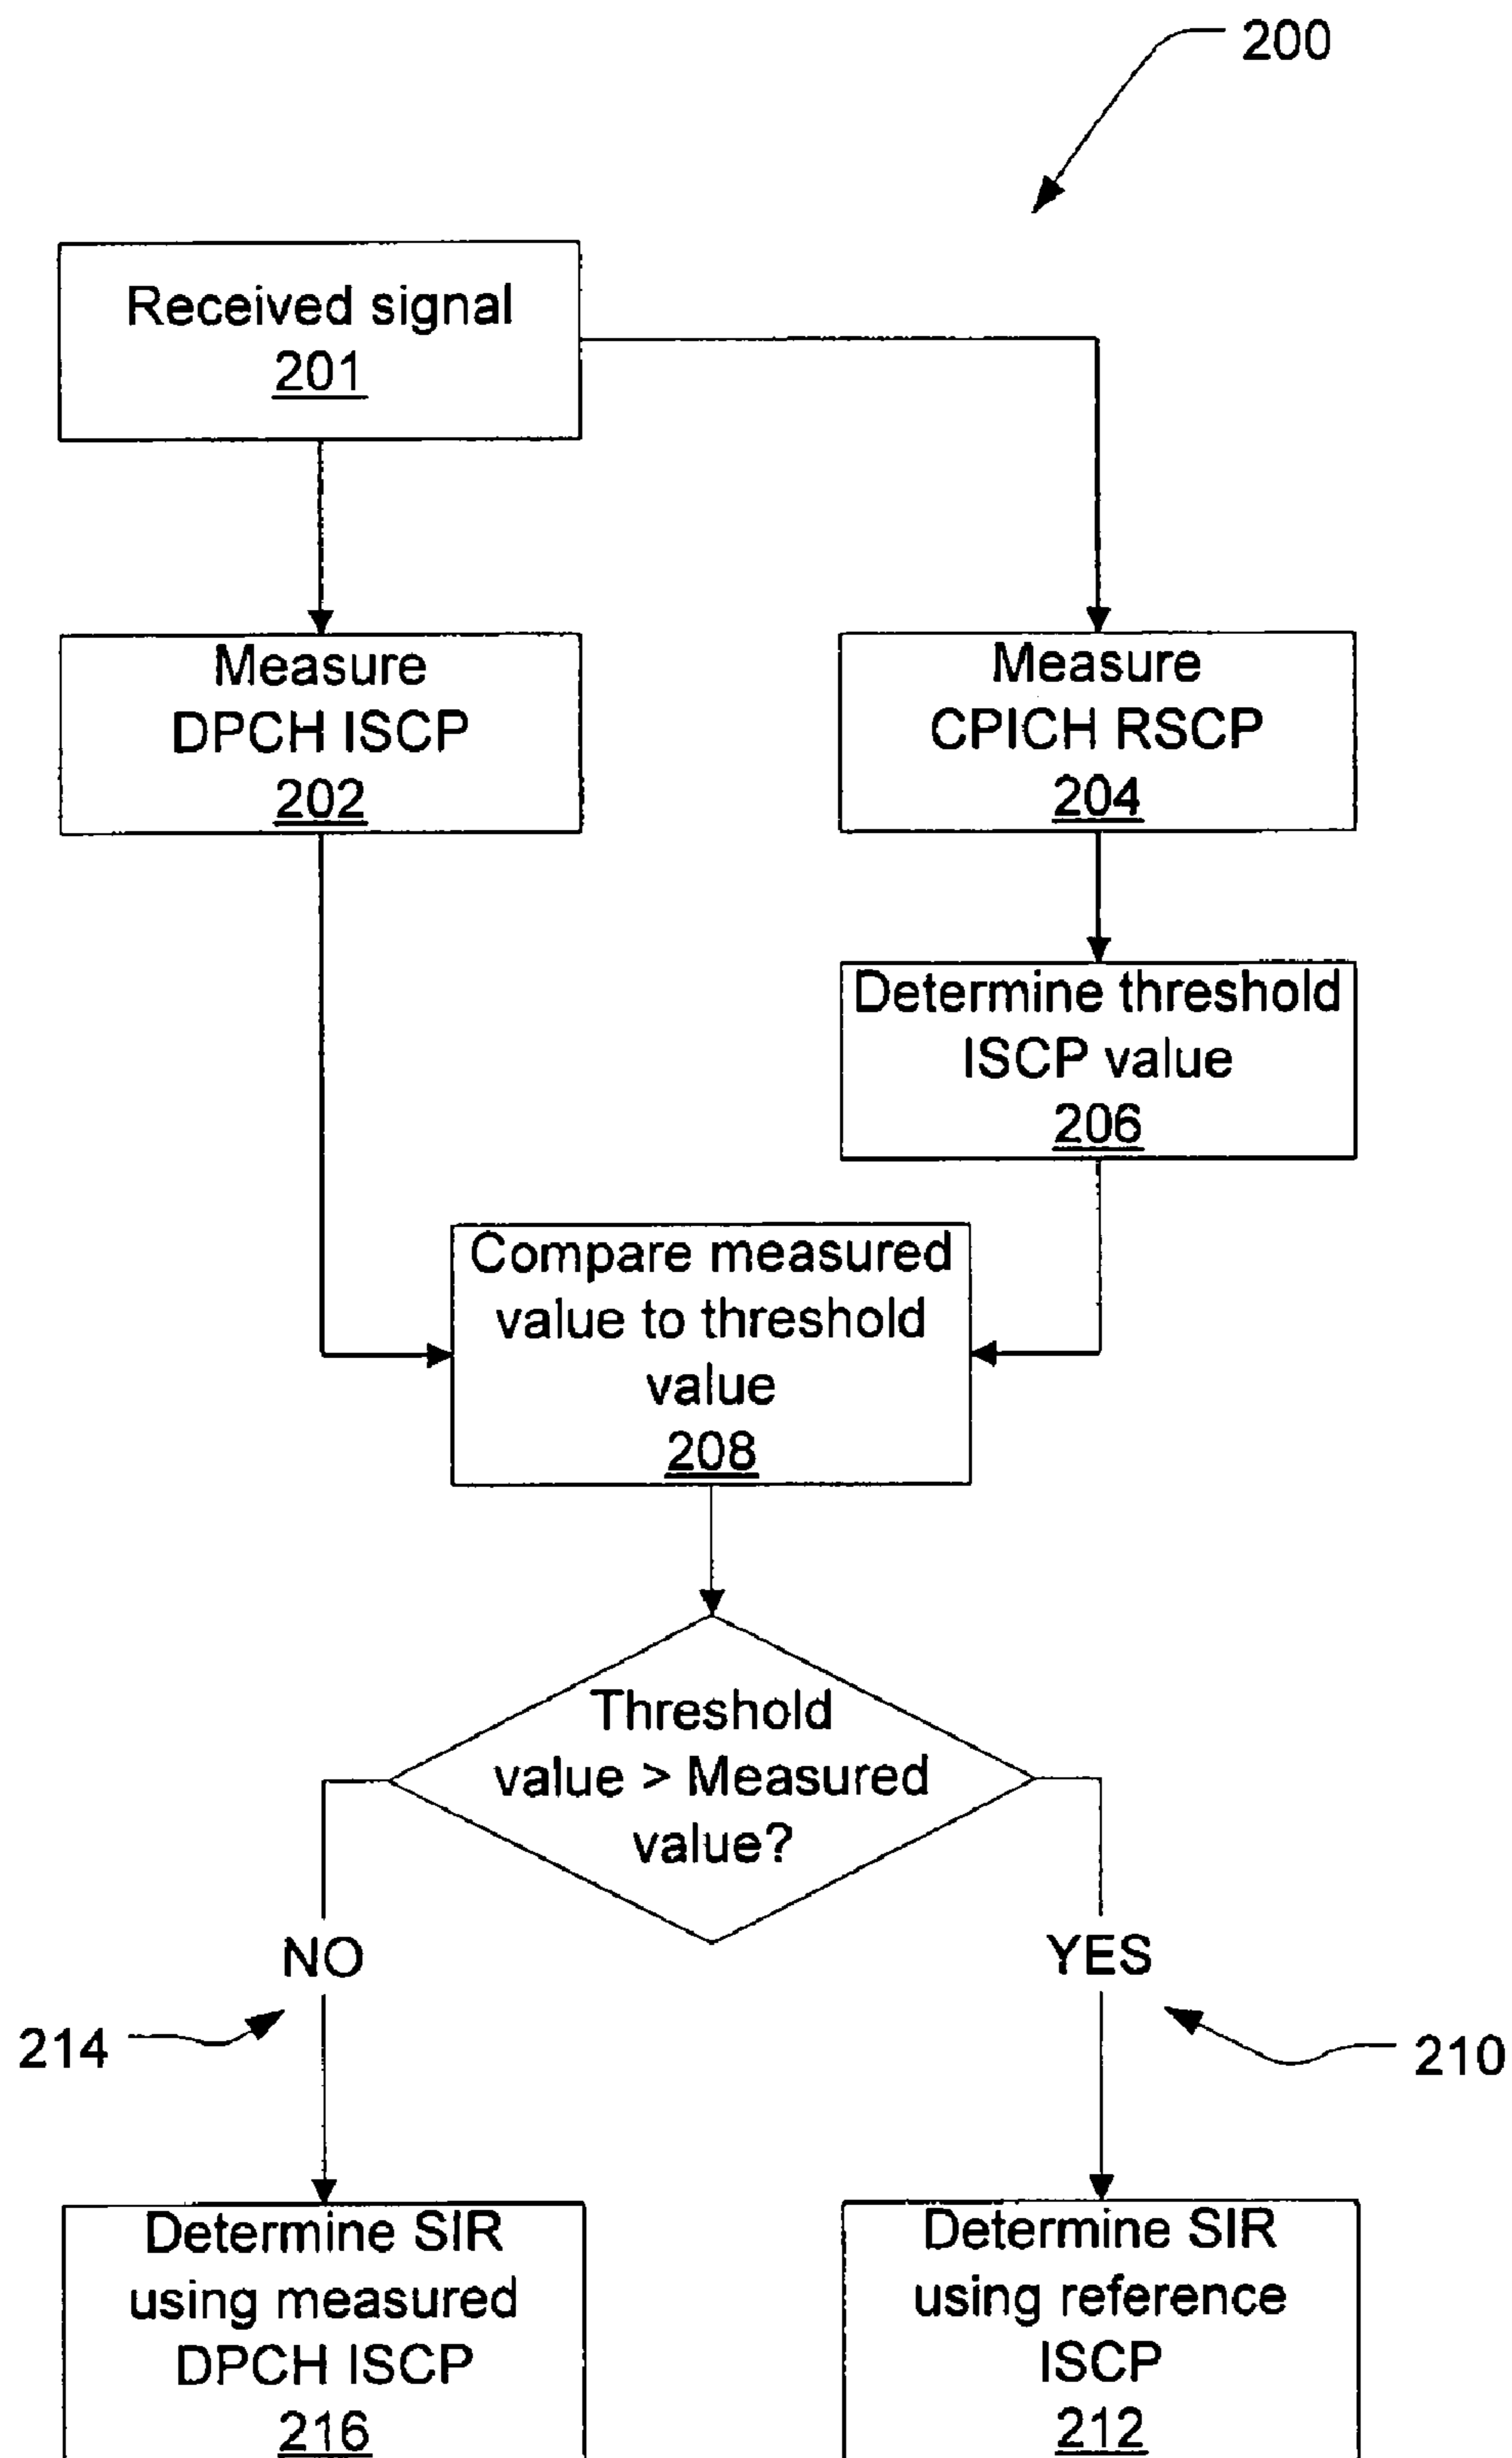 200
Received signal
201
Measure
DPCH ISCP
202
Measure
CPICH RSCP
204
Determine threshold
ISCP value
206
Compare measured
value to threshold
value
208
Threshold
value > Measured
value?
NO
YES
214
210
Determine SIR
using measured
DPCH ISCP
216
Determine SIR
using reference
ISCP
212